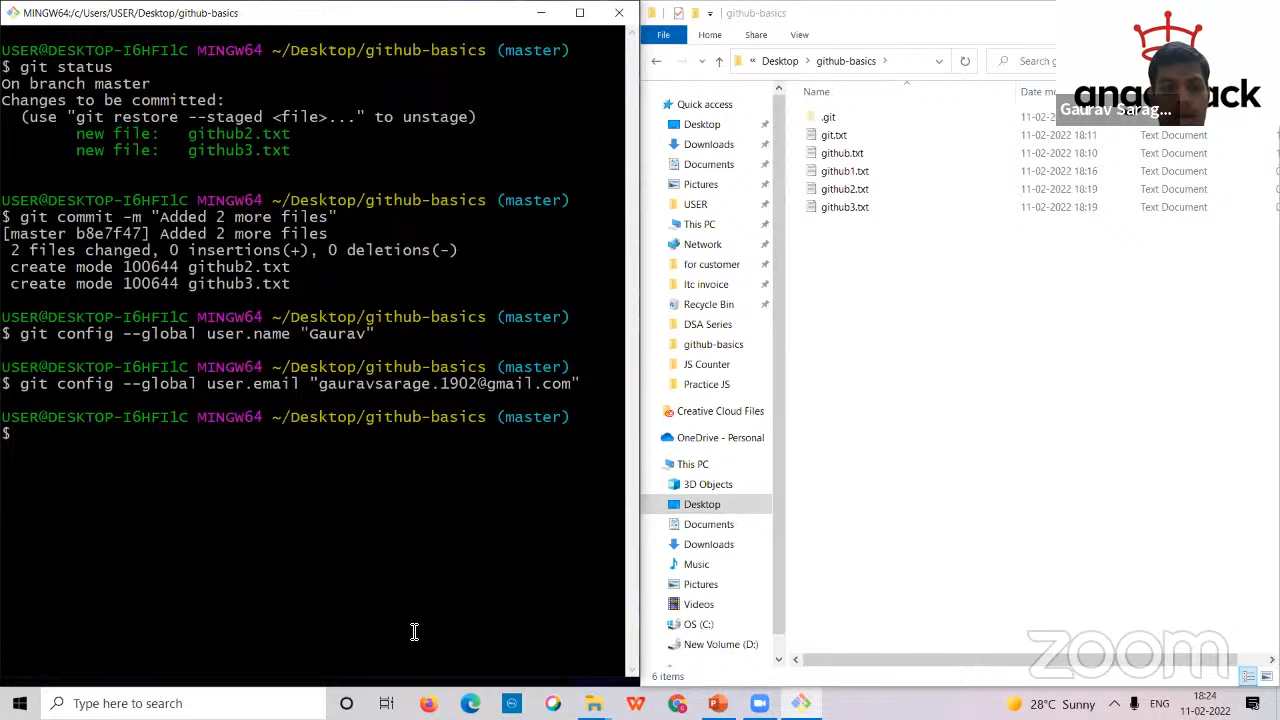 MINGW64:/c/Users/USER/Desktop/github-basics
USER@DESKTOP-I6HFI1C MINGW64 ~/Desktop/github-basics (master)
$ git status
On branch master
Changes to be committed:
  (use "git restore --staged <file>..." to unstage)
        new file:   github2.txt
        new file:   github3.txt
USER@DESKTOP-I6HFI1C MINGW64 ~/Desktop/github-basics (master)
$ git commit -m "Added 2 more files"
[master b8e7f47] Added 2 more files
 2 files changed, 0 insertions(+), 0 deletions(-)
 create mode 100644 github2.txt
 create mode 100644 github3.txt
USER@DESKTOP-I6HFI1C MINGW64 ~/Desktop/github-basics (master)
$ git config --global user.name "Gaurav"
USER@DESKTOP-I6HFI1C MINGW64 ~/Desktop/github-basics (master)
$ git config --global user.email "gauravsarage.1902@gmail.com"
USER@DESKTOP-I6HFI1C MINGW64 ~/Desktop/github-basics (master)
$
github-basics
File Home Share View
« Desktop > github-basics >
Search g
Quick access
Desktop
Downloads
Documents
Pictures
USER
This PC
Network
for customer
ltc invoice
Recycle Bin
DSA Series
github-basics
JS Counter
Practice JS
Creative Cloud Files
OneDrive - Personal
This PC
3D Objects
Desktop
Documents
Downloads
Music
Pictures
Videos
OS (C:)
New Volume (D:)
Name Date mo
.git 11-02-2
git.txt 11-02-2022 18:11 Text Document
github.txt 11-02-2022 18:10 Text Document
github1.txt 11-02-2022 18:16 Text Document
github2.txt 11-02-2022 18:19 Text Document
github3.txt 11-02-2022 18:19 Text Document
6 items
Gaurav Sarag...
zoom
Type here to search
28°C Sunny
ENG
18:24
11-02-2022